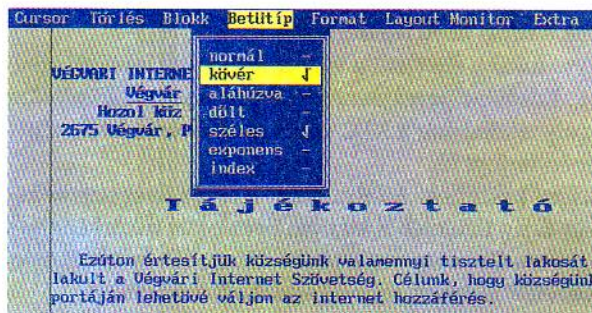 Cursor Törlés Blokk Betütíp Format Layout Monitor Extra
normál -
VÉGVÁRI INTERNE
kövér √
Végvár
aláhúzva -
Hozol köz
dőlt -
2675 Végvár, P
széles √
exponens -
index -
Tájékoztató
Ezúton értesítjük községünk valamennyi tisztelt lakosát
lakult a Végvári Internet Szövetség. Célunk, hogy községünk
portáján lehetővé váljon az internet hozzáférés.